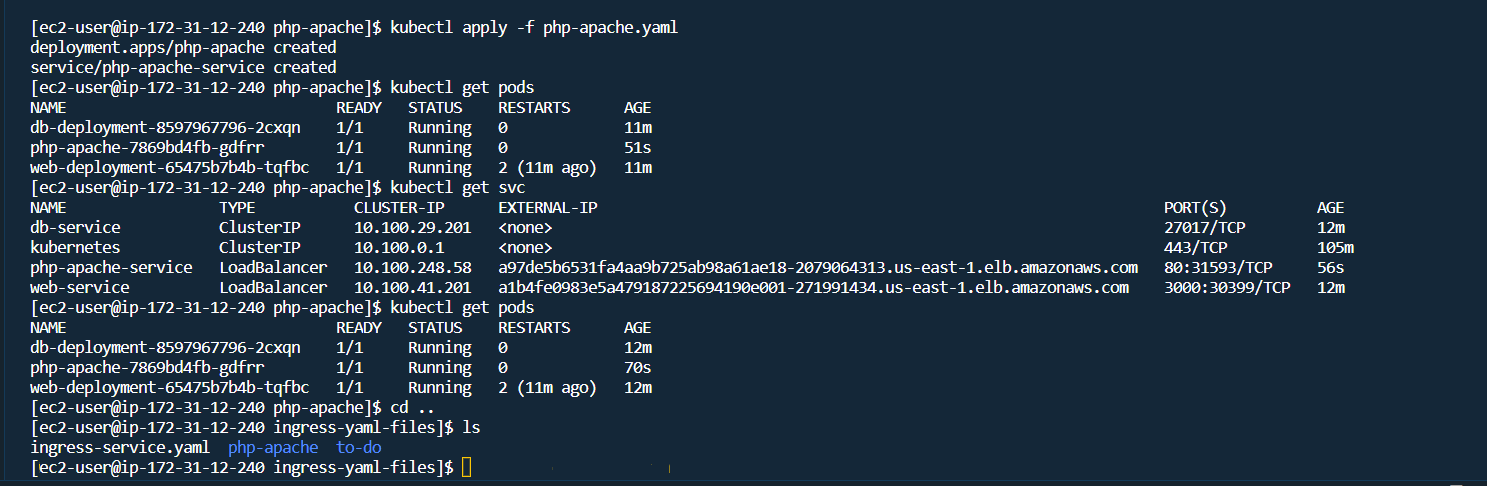 [ec2-user@ip-172-31-12-240 php-apache]$ kubectl apply -f php-apache.yaml
deployment.apps/php-apache created
service/php-apache-service created
[ec2-user@ip-172-31-12-240 php-apache]$ kubectl get pods
NAME READY STATUS RESTARTS AGE
db-deployment-8597967796-2cxqn 1/1 Running 0 11m
php-apache-7869bd4fb-gdfrr 1/1 Running 0 51s
web-deployment-65475b7b4b-tqfbc 1/1 Running 2 (11m ago) 11m
[ec2-user@ip-172-31-12-240 php-apache]$ kubectl get svc
NAME TYPE CLUSTER-IP EXTERNAL-IP PORT(S) AGE
db-service ClusterIP 10.100.29.201 <none> 27017/TCP 12m
kubernetes ClusterIP 10.100.0.1 <none> 443/TCP 105m
php-apache-service LoadBalancer 10.100.248.58 a97de5b6531fa4aa9b725ab98a61ae18-2079064313.us-east-1.elb.amazonaws.com 80:31593/TCP 56s
web-service LoadBalancer 10.100.41.201 a1b4fe0983e5a479187225694190e001-271991434.us-east-1.elb.amazonaws.com 3000:30399/TCP 12m
[ec2-user@ip-172-31-12-240 php-apache]$ kubectl get pods
NAME READY STATUS RESTARTS AGE
db-deployment-8597967796-2cxqn 1/1 Running 0 12m
php-apache-7869bd4fb-gdfrr 1/1 Running 0 70s
web-deployment-65475b7b4b-tqfbc 1/1 Running 2 (11m ago) 12m
[ec2-user@ip-172-31-12-240 php-apache]$ cd ..
[ec2-user@ip-172-31-12-240 ingress-yaml-files]$ ls
ingress-service.yaml php-apache to-do
[ec2-user@ip-172-31-12-240 ingress-yaml-files]$